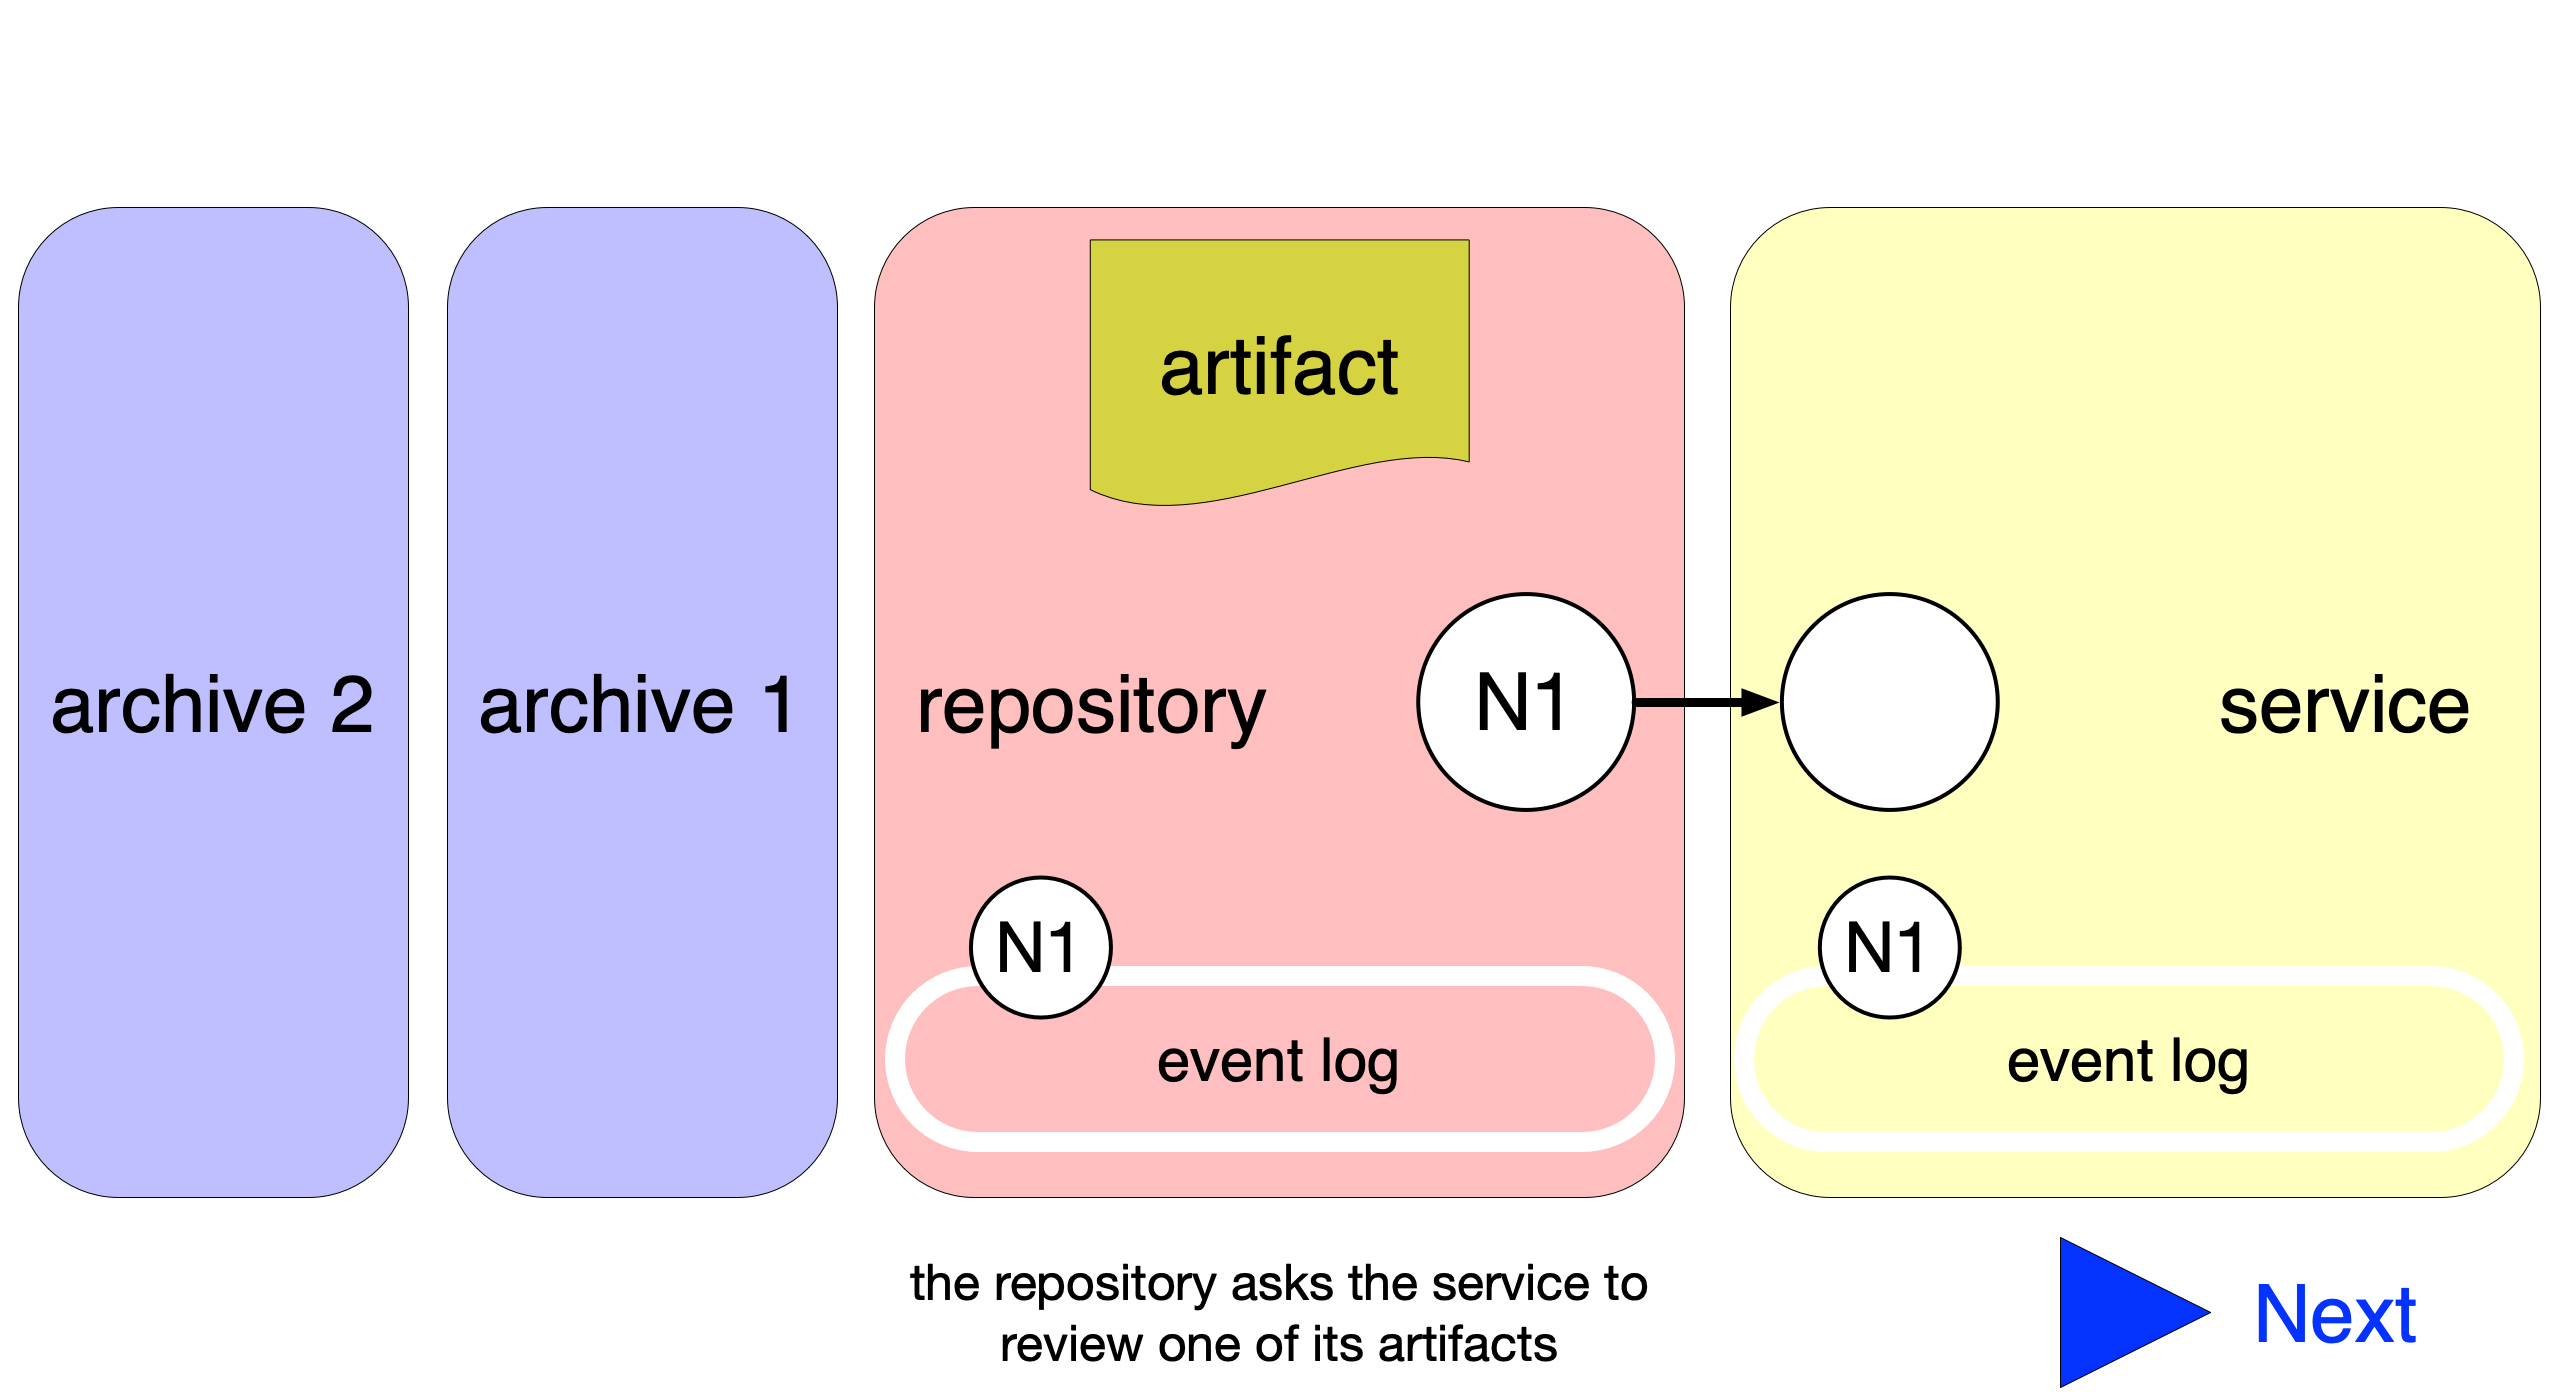 artifact
archive 2
archive 1
repository
N1
service
N1
N1
event log
event log
the repository asks the service to
review one of its artifacts
Next